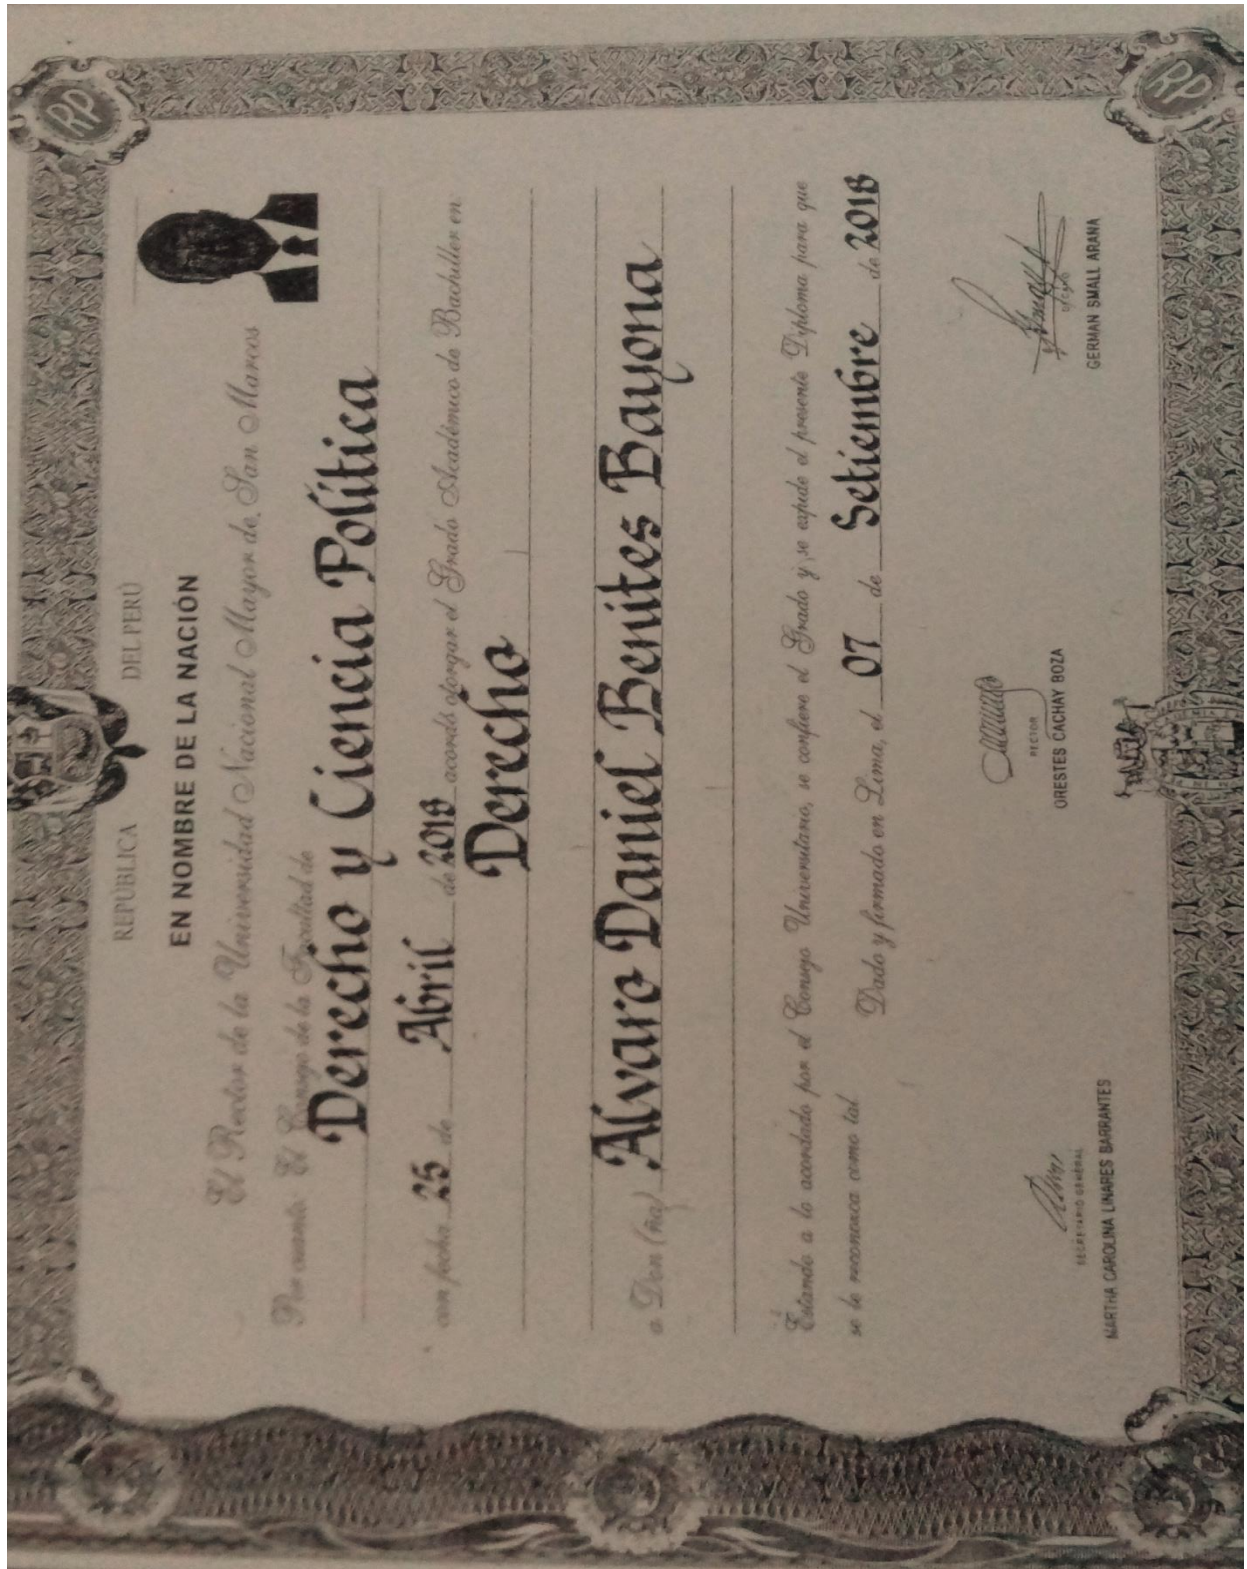 REPÚBLICA DEL PERÚ
EN NOMBRE DE LA NACIÓN
El Rector de la Universidad Nacional Mayor de San Marcos
Por cuanto: El Consejo de la Facultad de
Derecho y Ciencia Política
con fecha 25 de Abril de 2018 acordó otorgar el Grado Académico de Bachiller en:
Derecho
a Don (ña) Alvaro Daniel Benites Bayona
Estando a lo acordado por el Consejo Universitario, se confiere el Grado y se expide el presente Diploma para que
se le reconozca como tal.
Dado y firmado en Lima, el 07 de Setiembre de 2018
SECRETARIO GENERAL
MARTHA CAROLINA LINARES BARRANTES
RECTOR
ORESTES CACHAY BOZA
DECANO
GERMAN SMALL ARANA
RP
RP